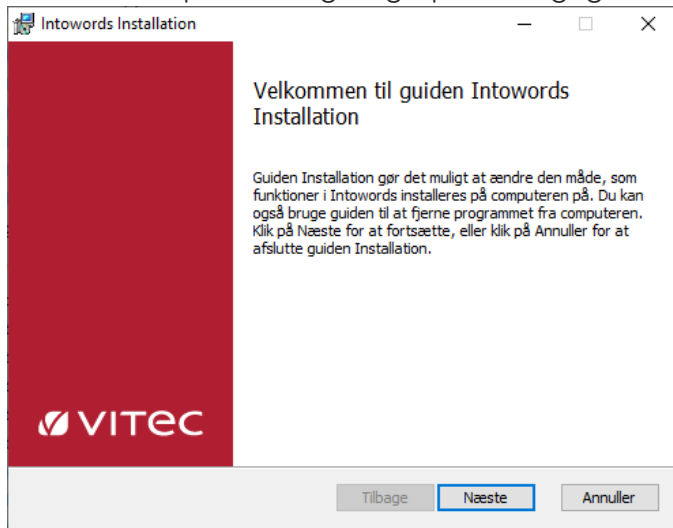 Intowords Installation
Velkommen til guiden Intowords
Installation
Guiden Installation gør det muligt at ændre den måde, som
funktioner i Intowords installeres på computeren på. Du kan
også bruge guiden til at fjerne programmet fra computeren.
Klik på Næste for at fortsætte, eller klik på Annuller for at
afslutte guiden Installation.
VITEC
Tilbage Næste Annuller